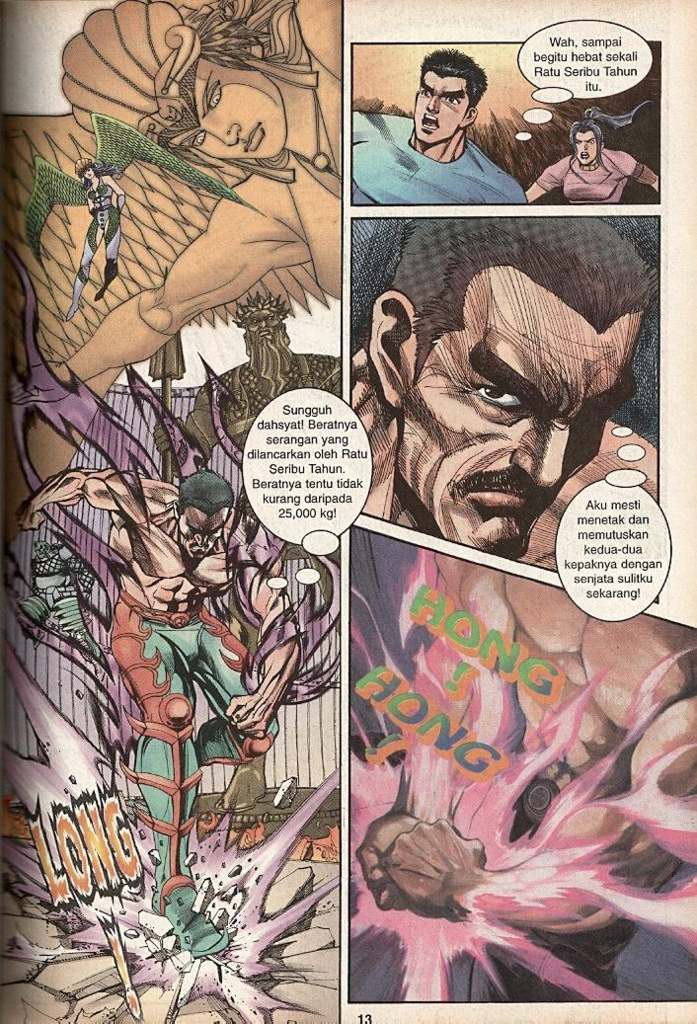 Sungguh
dahsyat! Beratnya
serangan yang
dilancarkan oleh Ratu
Seribu Tahun.
Beratnya tentu tidak
kurang daripada
25,000 kg!
LONG
Wah, sampai
begitu hebat sekali
Ratu Seribu Tahun
itu.
Aku mesti
menetak dan
memutuskan
kedua-dua
kepaknya dengan
senjata sulitku
sekarang!
HONG
!
HONG
!
13